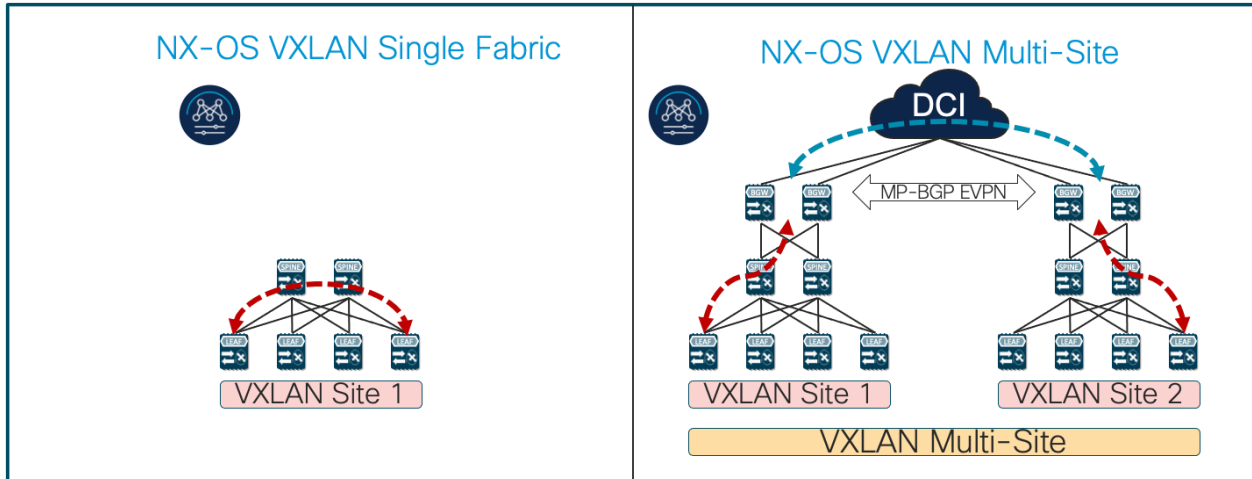 NX-OS VXLAN Single Fabric
SPINE SPINE
LEAF LEAF LEAF LEAF
VXLAN Site 1
NX-OS VXLAN Multi-Site
DCI
BGW BGW BGW BGW
MP-BGP EVPN
SPINE SPINE SPINE
LEAF LEAF LEAF LEAF LEAF LEAF LEAF LEAF
VXLAN Site 1 VXLAN Site 2
VXLAN Multi-Site